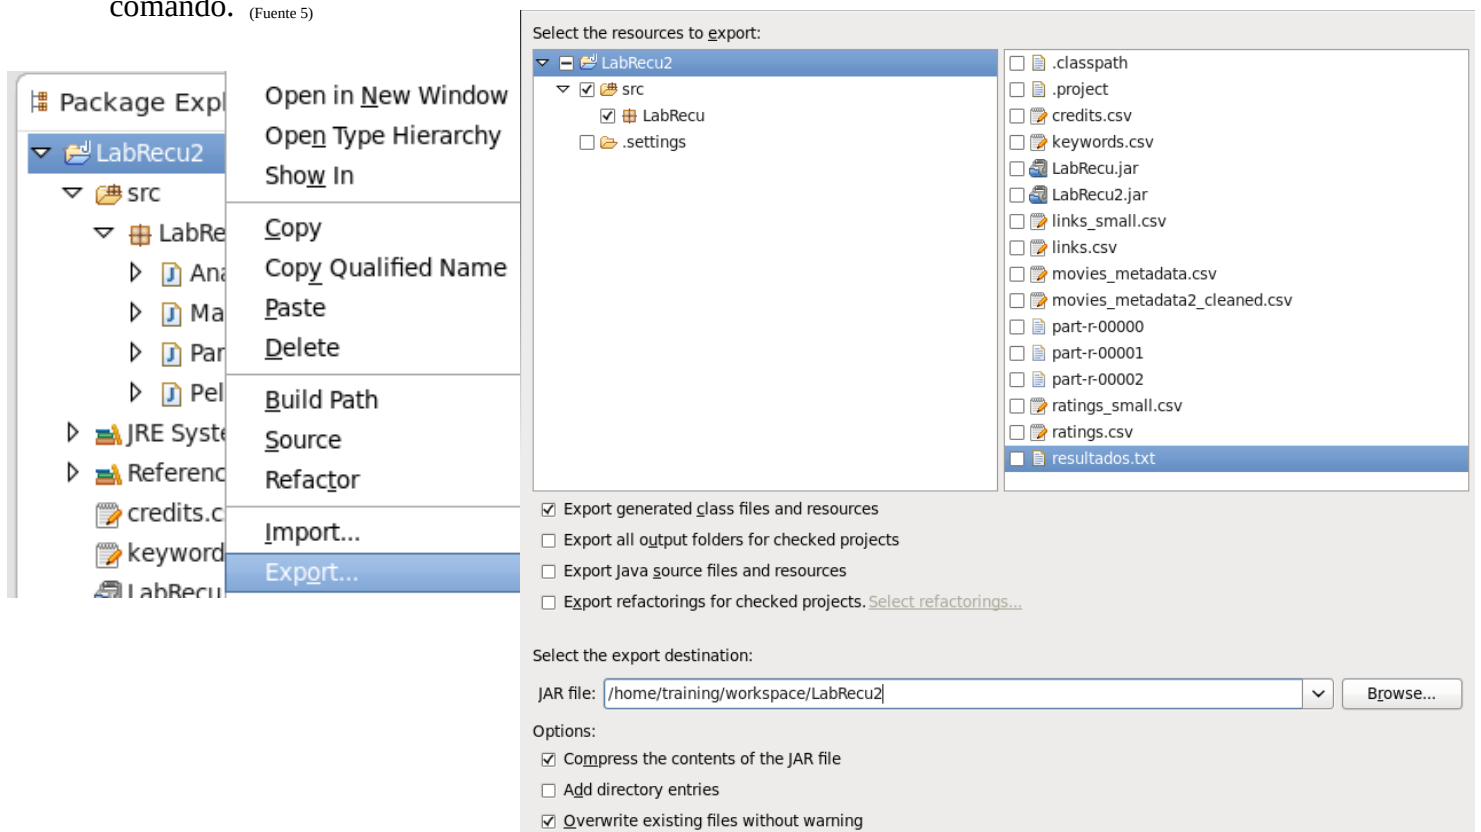 comando. (Fuente 5)
Package Expl
LabRecu2
src
LabRe
Ana
Ma
Par
Pel
JRE Syste
Referenc
credits.c
keyword
LabRecu
Open in New Window
Open Type Hierarchy
Show In
Copy
Copy Qualified Name
Paste
Delete
Build Path
Source
Refactor
Import...
Export...
Select the resources to export:
LabRecu2
src
LabRecu
.settings
.classpath
.project
credits.csv
keywords.csv
LabRecu.jar
LabRecu2.jar
links_small.csv
links.csv
movies_metadata.csv
movies_metadata2_cleaned.csv
part-r-00000
part-r-00001
part-r-00002
ratings_small.csv
ratings.csv
resultados.txt
Export generated class files and resources
Export all output folders for checked projects
Export Java source files and resources
Export refactorings for checked projects. Select refactorings...
Select the export destination:
JAR file: /home/training/workspace/LabRecu2 Browse...
Options:
Compress the contents of the JAR file
Add directory entries
Overwrite existing files without warning